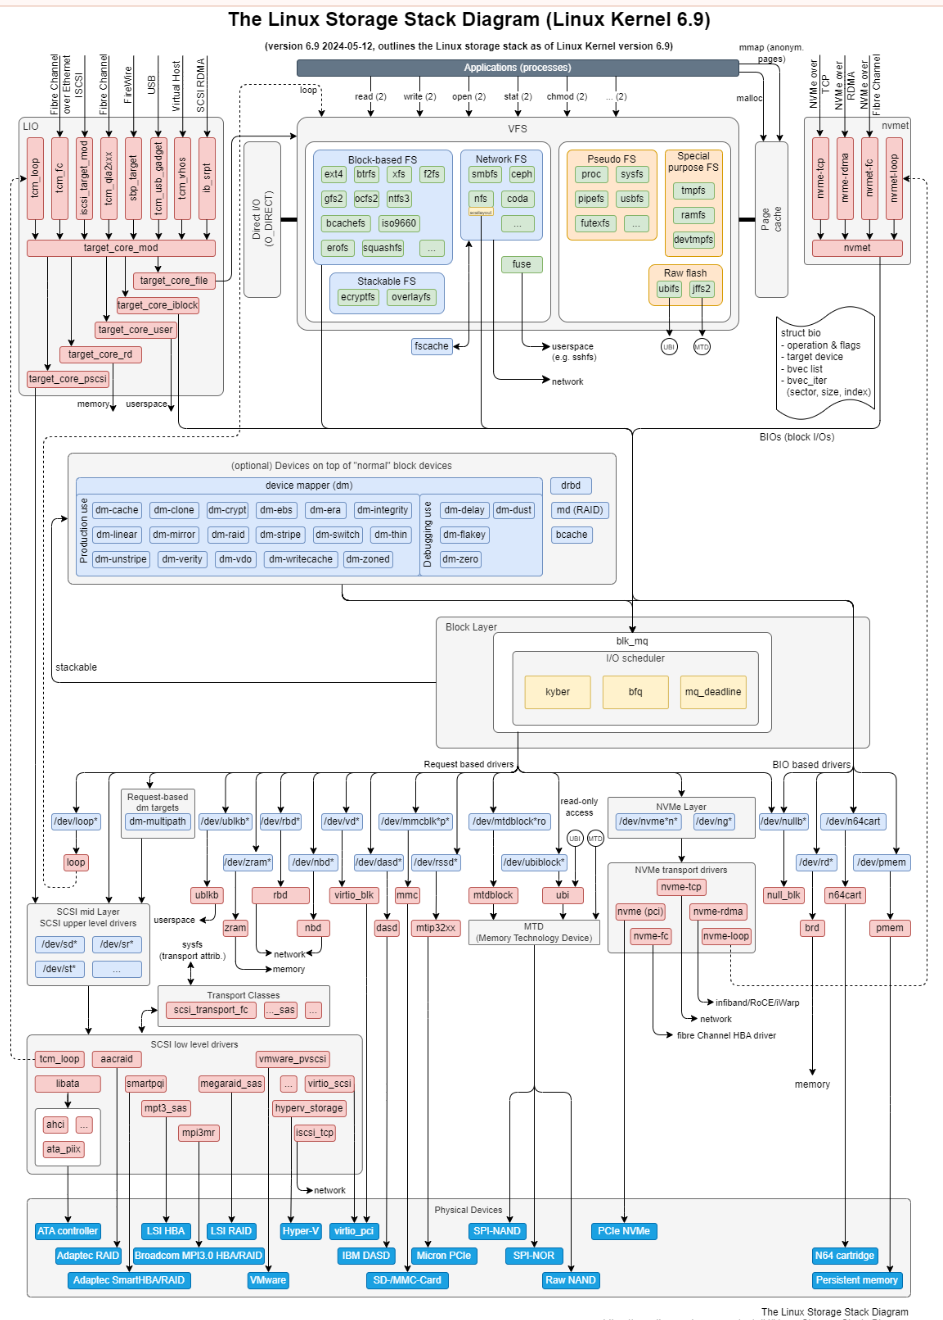 The Linux Storage Stack Diagram (Linux Kernel 6.9)
(version 6.9 2024-05-12, outlines the Linux storage stack as of Linux Kernel version 6.9)
mmap (anonym.
pages)
Applications (processes)
loop
read (2)
write (2)
open (2)
stat (2)
chmod (2)
... (2)
malloc
Fibre Channel
over Ethernet
ISCSI
Fibre Channel
FireWire
USB
Virtual Host
SCSI RDMA
NVMe over
TCP
NVMe over
RDMA
NVMe over
Fibre Channel
LIO
tcm_loop
tcm_fc
iscsi_target_mod
tcm_qla2xxx
sbp_target
tcm_usb_gadget
tcm_vhos
ib_srpt
target_core_mod
target_core_file
target_core_iblock
target_core_user
target_core_rd
target_core_pscsi
memory
userspace
Direct I/O
(O_DIRECT)
VFS
Block-based FS
ext4
btrfs
xfs
f2fs
gfs2
ocfs2
ntfs3
bcachefs
iso9660
erofs
squashfs
...
Stackable FS
ecryptfs
overlayfs
Network FS
smbfs
ceph
nfs
coda
...
fuse
Pseudo FS
proc
sysfs
pipefs
usbfs
futexfs
...
Special
purpose FS
tmpfs
ramfs
devtmpfs
Raw flash
ubifs
jffs2
UBI
MTD
Page
cache
nvmet
nvme-tcp
nvme-rdma
nvmet-fc
nvmet-loop
nvmet
fscache
userspace
(e.g. sshfs)
network
struct bio
- operation & flags
- target device
- bvec list
- bvec_iter
(sector, size, index)
BIOs (block I/Os)
(optional) Devices on top of "normal" block devices
device mapper (dm)
Production use
dm-cache
dm-clone
dm-crypt
dm-ebs
dm-era
dm-integrity
dm-linear
dm-mirror
dm-raid
dm-stripe
dm-switch
dm-thin
dm-unstripe
dm-verity
dm-vdo
dm-writecache
dm-zoned
Debugging use
dm-delay
dm-dust
dm-flakey
dm-zero
drbd
md (RAID)
bcache
stackable
Block Layer
blk_mq
I/O scheduler
kyber
bfq
mq_deadline
Request based drivers
BIO based drivers
/dev/loop*
loop
Request-based
dm targets
dm-multipath
/dev/ublkb*
/dev/rbd*
/dev/vd*
/dev/mmcblk*p*
/dev/mtdblock*ro
read-only
access
UBI
MTD
/dev/zram*
/dev/nbd*
/dev/dasd*
/dev/rssd*
/dev/ubiblock*
NVMe Layer
/dev/nvme*n*
/dev/ng*
/dev/nullb*
/dev/n64cart
/dev/rd*
/dev/pmem
ublkb
rbd
virtio_blk
mmc
mtdblock
ubi
null_blk
n64cart
userspace
zram
nbd
dasd
mtip32xx
brd
pmem
network
memory
MTD
(Memory Technology Device)
NVMe transport drivers
nvme-tcp
nvme (pci)
nvme-rdma
nvme-fc
nvme-loop
infiband/RoCE/iWarp
network
fibre Channel HBA driver
memory
SCSI mid Layer
SCSI upper level drivers
/dev/sd*
/dev/sr*
/dev/st*
...
sysfs
(transport attrib.)
Transport Classes
scsi_transport_fc
..._sas
...
SCSI low level drivers
tcm_loop
aacraid
vmware_pvscsi
libata
smartpqi
megaraid_sas
...
virtio_scsi
ahci
...
mpt3_sas
hyperv_storage
ata_piix
mpi3mr
iscsi_tcp
network
Physical Devices
ATA controller
LSI HBA
LSI RAID
Hyper-V
virtio_pci
SPI-NAND
PCIe NVMe
Adaptec RAID
Broadcom MPI3.0 HBA/RAID
IBM DASD
Micron PCIe
SPI-NOR
N64 cartridge
Adaptec SmartHBA/RAID
VMware
SD-/MMC-Card
Raw NAND
Persistent memory
The Linux Storage Stack Diagram